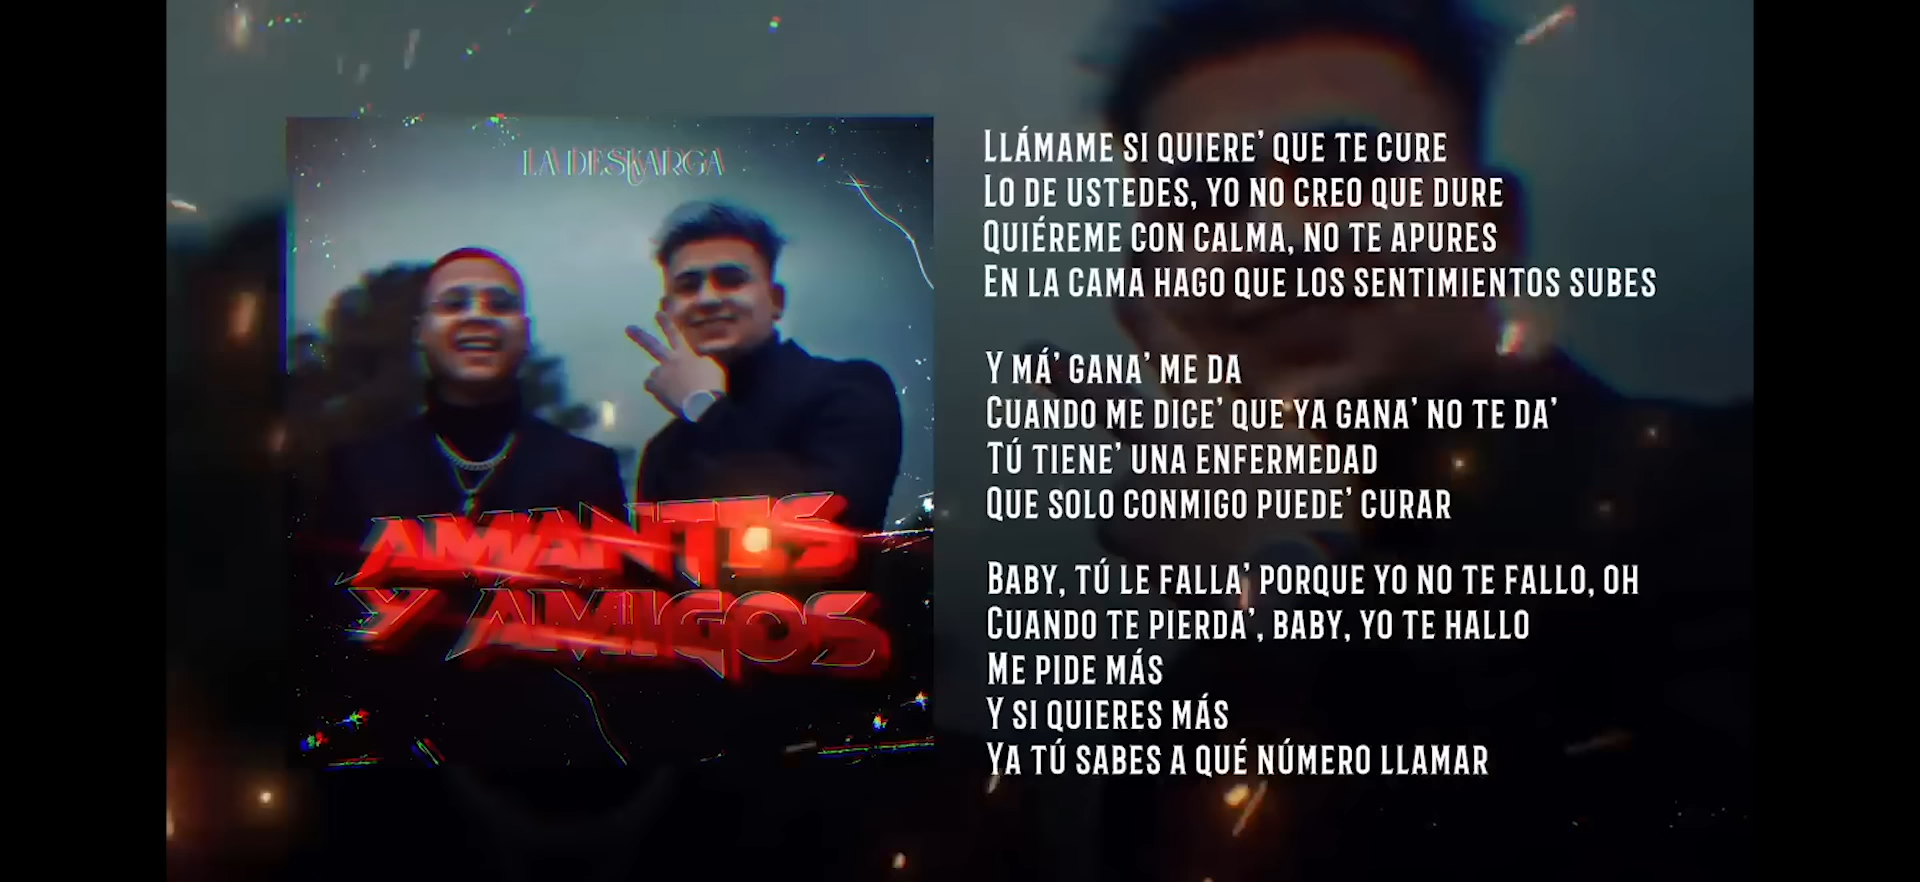 LA DESKARGA
AMANTES
Y AMIGOS
LLÁMAME SI QUIERE' QUE TE CURE
LO DE USTEDES, YO NO CREO QUE DURE
QUIÉREME CON CALMA, NO TE APURES
EN LA CAMA HAGO QUE LOS SENTIMIENTOS SUBES
Y MÁ' GANA' ME DA
CUANDO ME DICE' QUE YA GANA' NO TE DA'
TÚ TIENE' UNA ENFERMEDAD
QUE SOLO CONMIGO PUEDE' CURAR
BABY, TÚ LE FALLA' PORQUE YO NO TE FALLO, OH
CUANDO TE PIERDA', BABY, YO TE HALLO
ME PIDE MÁS
Y SI QUIERES MÁS
YA TÚ SABES A QUÉ NÚMERO LLAMAR